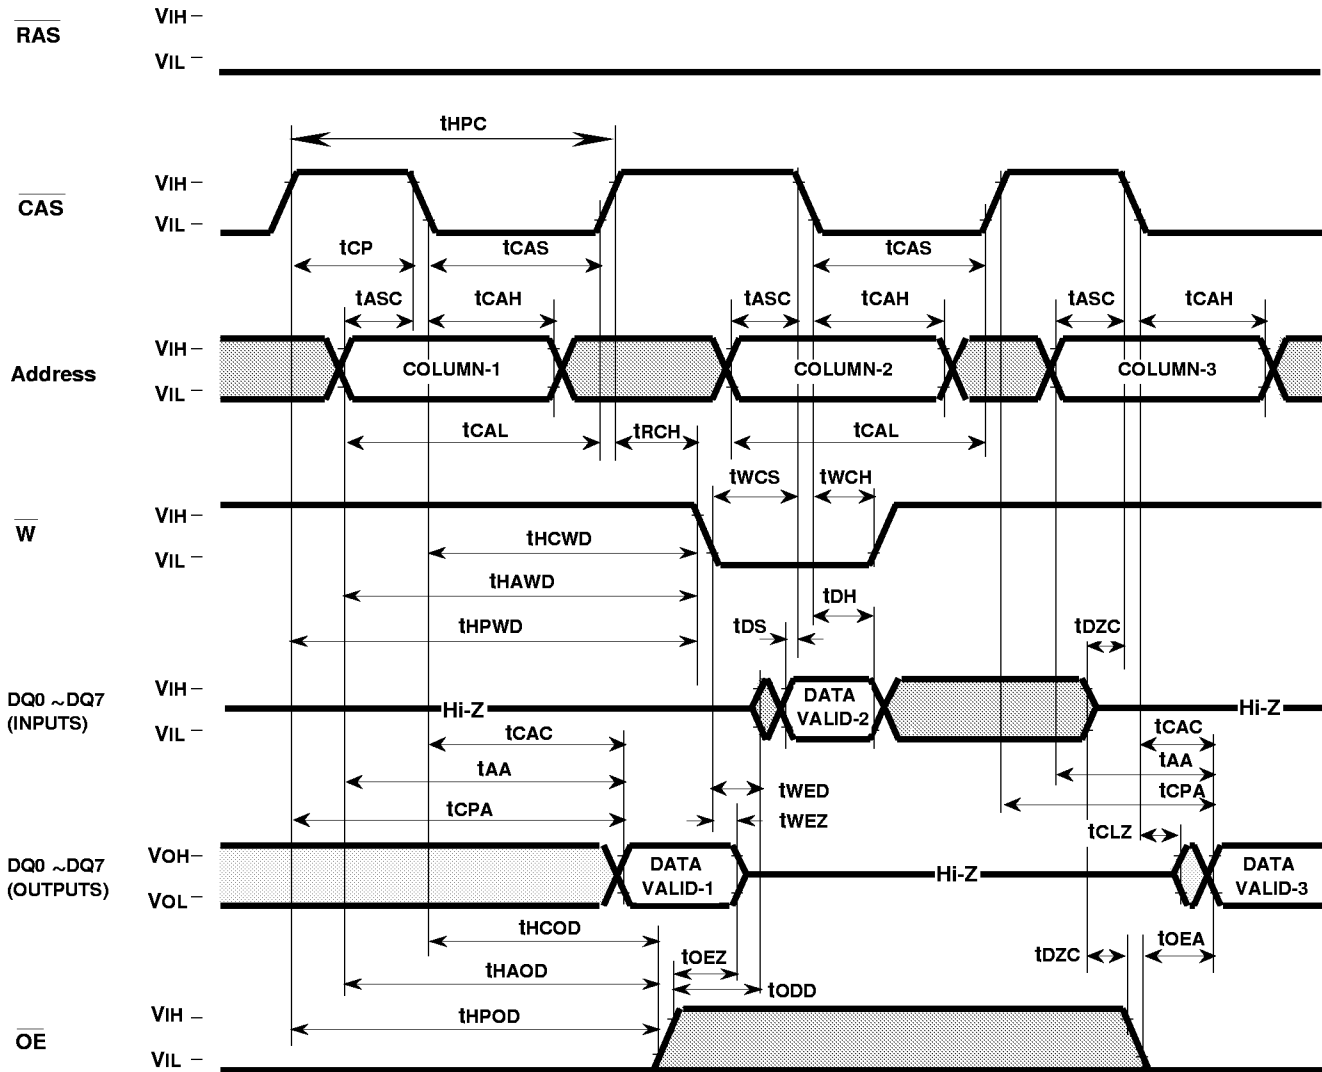 RAS
VIH
VIL
tHPC
CAS
VIH
VIL
tCP
tCAS
tCAS
tASC
tCAH
tASC
tCAH
tASC
tCAH
Address
VIH
VIL
COLUMN-1
COLUMN-2
COLUMN-3
tCAL
tRCH
tCAL
tWCS
tWCH
W
VIH
VIL
tHCWD
tHAWD
tDH
tHPWD
tDS
tDZC
DQ0 ~DQ7
(INPUTS)
VIH
VIL
Hi-Z
DATA
VALID-2
Hi-Z
tCAC
tCAC
tAA
tAA
tWED
tCPA
tCPA
tWEZ
tCLZ
DQ0 ~DQ7
(OUTPUTS)
VOH
VOL
DATA
VALID-1
Hi-Z
DATA
VALID-3
tHCOD
tOEZ
tDZC
tOEA
tHAOD
tODD
tHPOD
OE
VIH
VIL